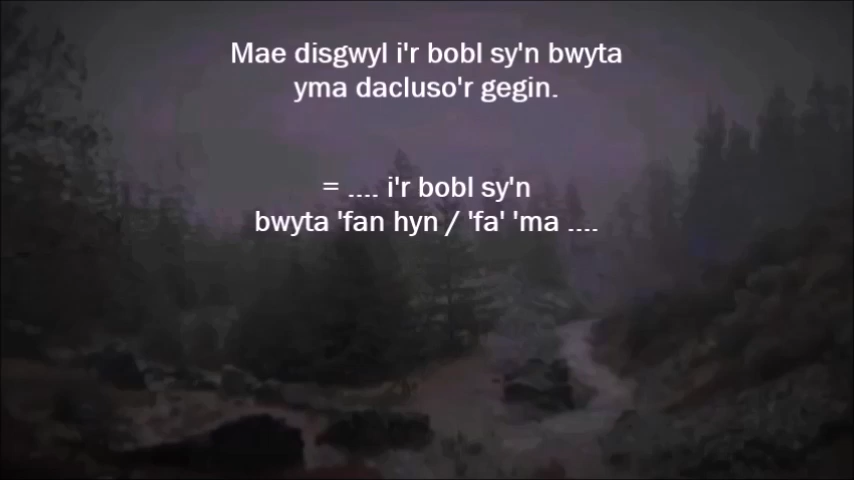 Mae disgwyl i'r bobl sy'n bwyta
yma dacluso'r gegin.
= .... i'r bobl sy'n
bwyta 'fan hyn / 'fa' 'ma ....